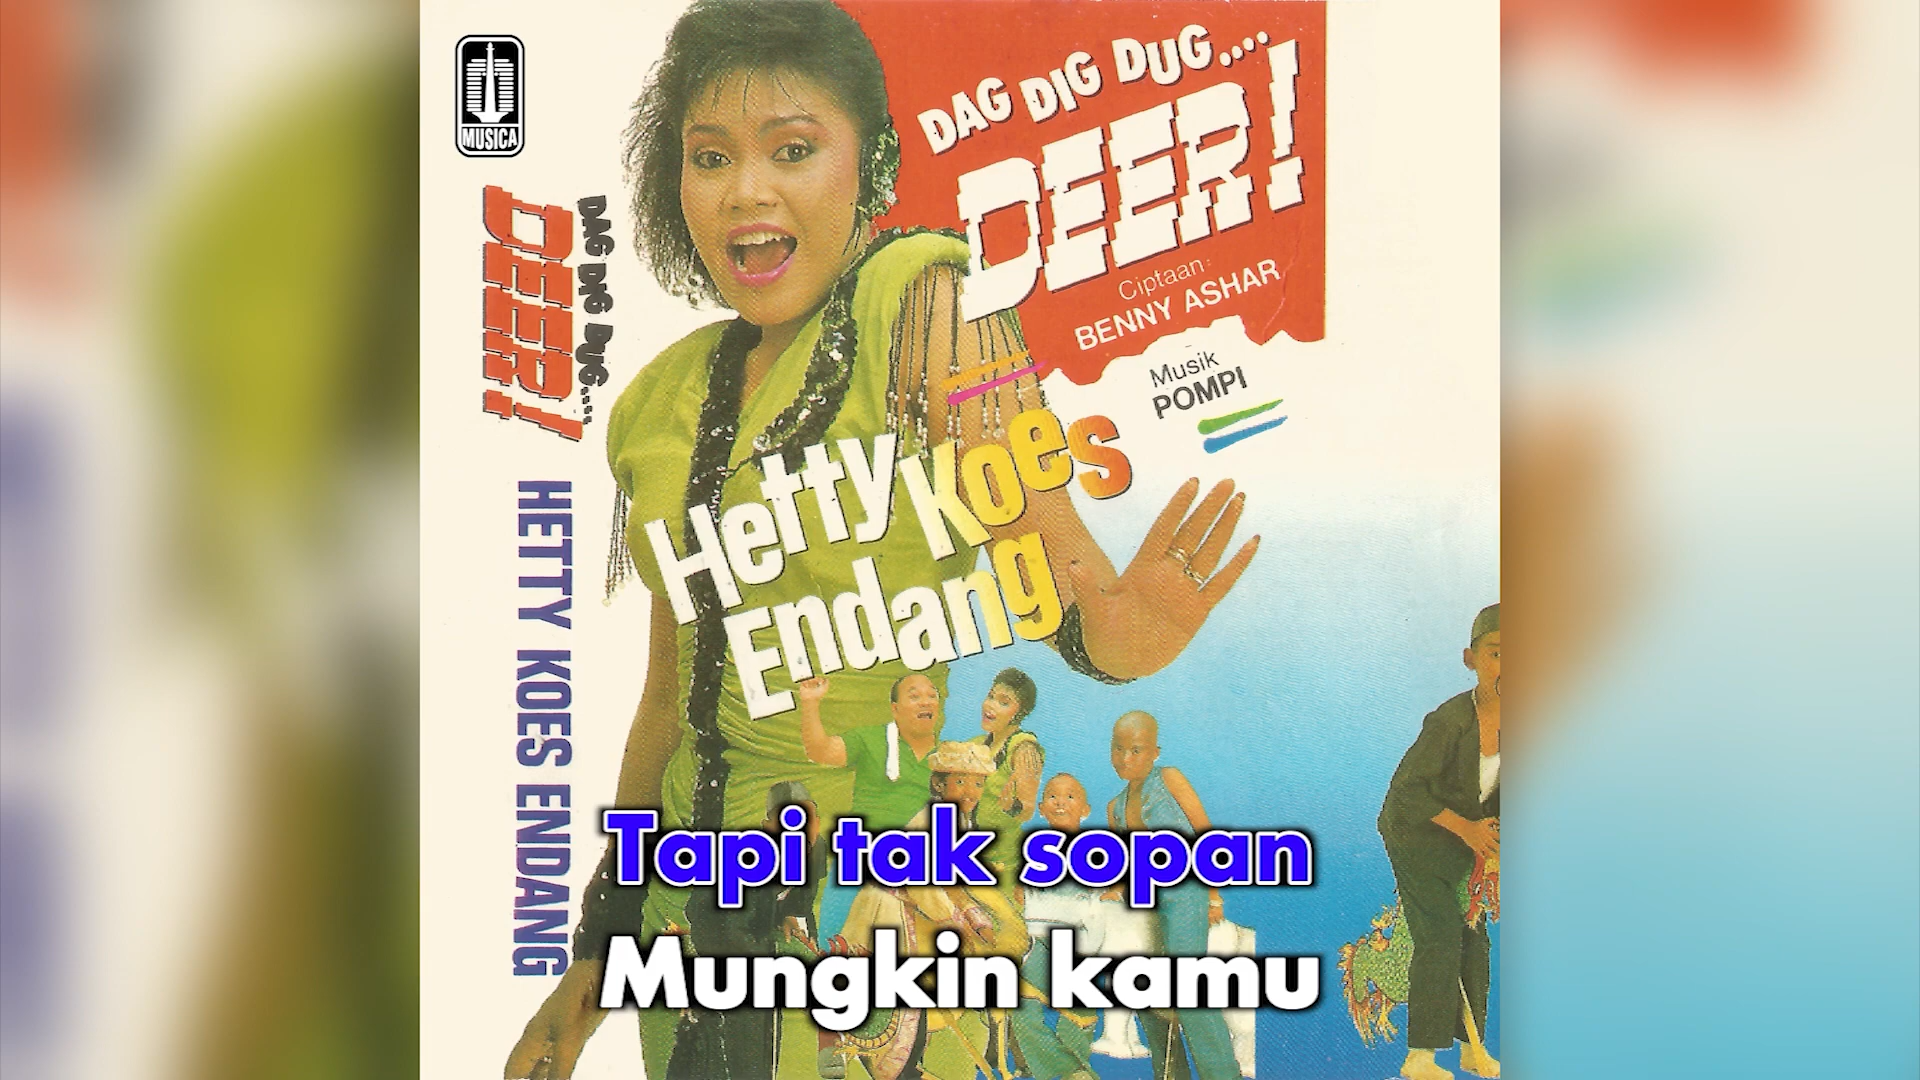 MUSICA
DAG DIG DUG....
DEER!
HETTY KOES ENDANG
DAG DIG DUG....
DEER!
Ciptaan:
BENNY ASHAR
Musik
POMPI
Hetty Koes
Endang
Tapi tak sopan
Mungkin kamu